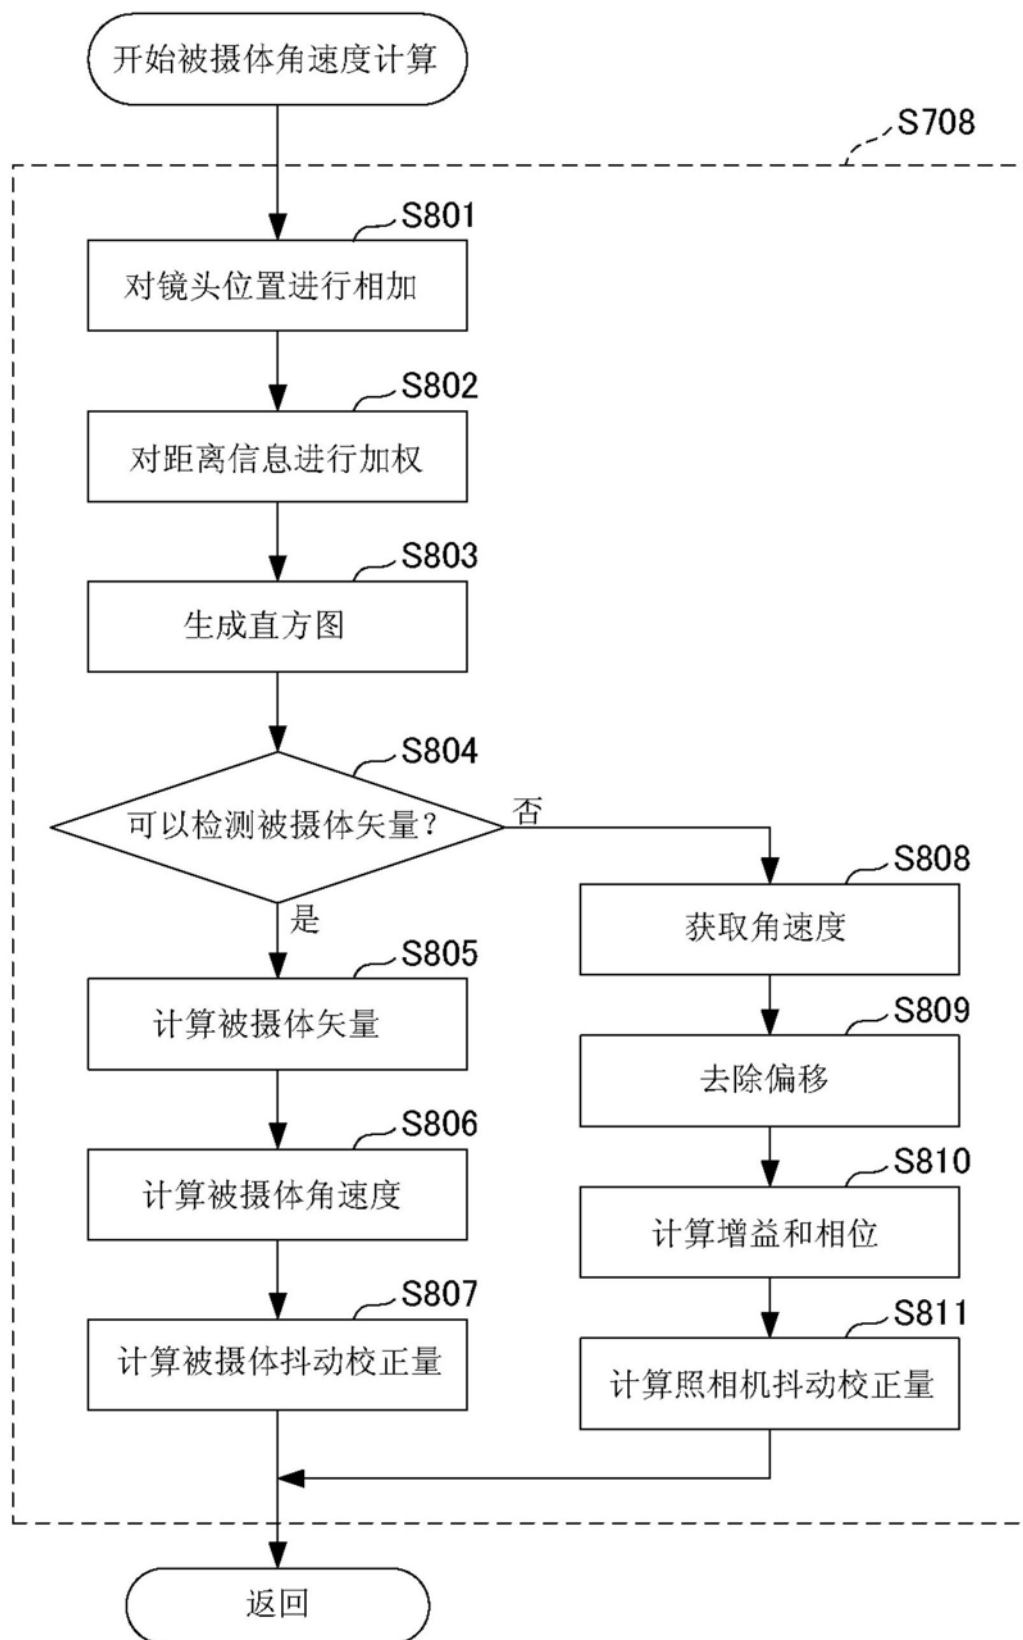 开始被摄体角速度计算
S708
S801
对镜头位置进行相加
S802
对距离信息进行加权
S803
生成直方图
S804
可以检测被摄体矢量?
否
是
S805
计算被摄体矢量
S806
计算被摄体角速度
S807
计算被摄体抖动校正量
S808
获取角速度
S809
去除偏移
S810
计算增益和相位
S811
计算照相机抖动校正量
返回